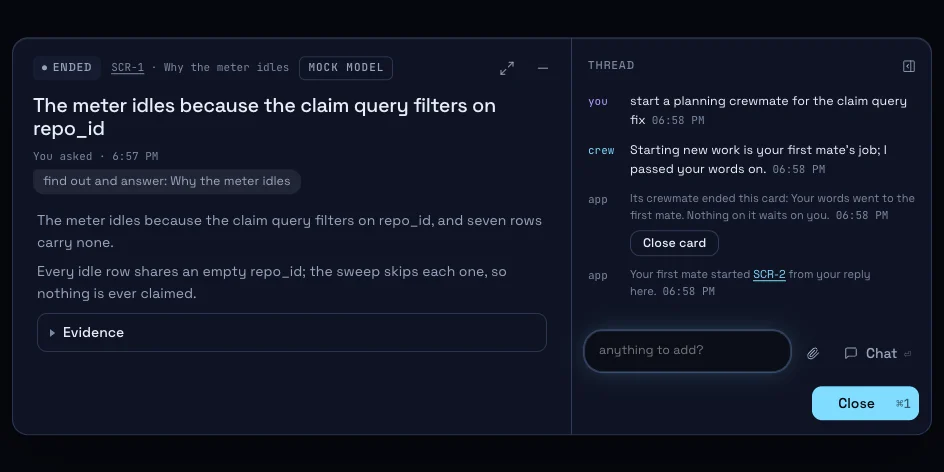 ENDED SCR-1 · Why the meter idles MOCK MODEL
The meter idles because the claim query filters on
repo_id
You asked · 6:57 PM
find out and answer: Why the meter idles
The meter idles because the claim query filters on repo_id, and seven rows
carry none.
Every idle row shares an empty repo_id; the sweep skips each one, so
nothing is ever claimed.
Evidence
THREAD
you start a planning crewmate for the claim query
fix 06:58 PM
crew Starting new work is your first mate's job; I
passed your words on. 06:58 PM
app Its crewmate ended this card: Your words went to the
first mate. Nothing on it waits on you. 06:58 PM
Close card
app Your first mate started SCR-2 from your reply
here. 06:58 PM
anything to add?
Chat ⏎
Close ⌘1